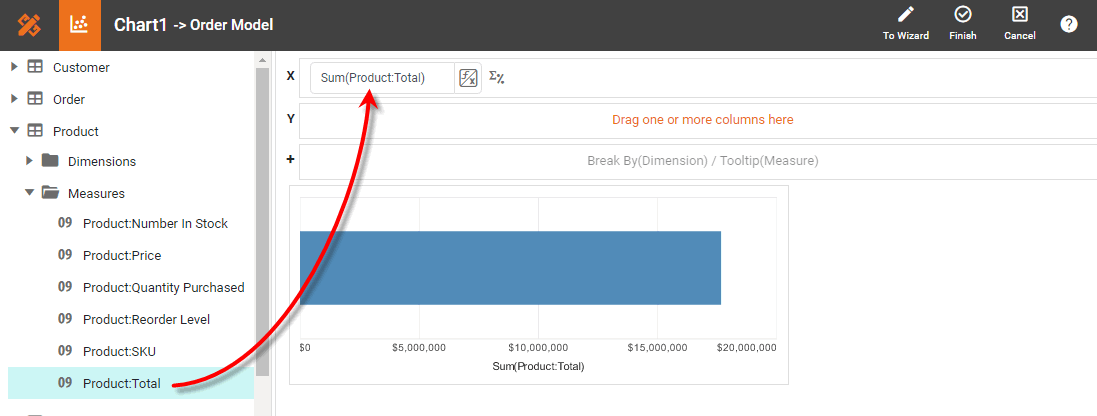 Chart1 -> Order Model
To Wizard
Finish
Cancel
?
Customer
Order
Product
Dimensions
Measures
09 Product:Number In Stock
09 Product:Price
09 Product:Quantity Purchased
09 Product:Reorder Level
09 Product:SKU
09 Product:Total
X Sum(Product:Total) f/x Σ%
Y Drag one or more columns here
+ Break By(Dimension) / Tooltip(Measure)
$0 $5,000,000 $10,000,000 $15,000,000 $20,000,000
Sum(Product:Total)